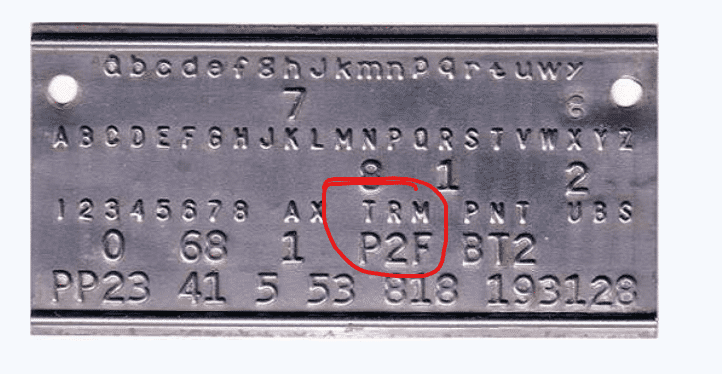 a b c d e f g h J k m n p q r t u w y
7 8
A B C D E F G H J K L M N P Q R S T V W X Y Z
8 1 2
1 2 3 4 5 6 7 8 A X T R M P N T U B S
0 68 1 P2F BT2
PP23 41 5 53 818 193128